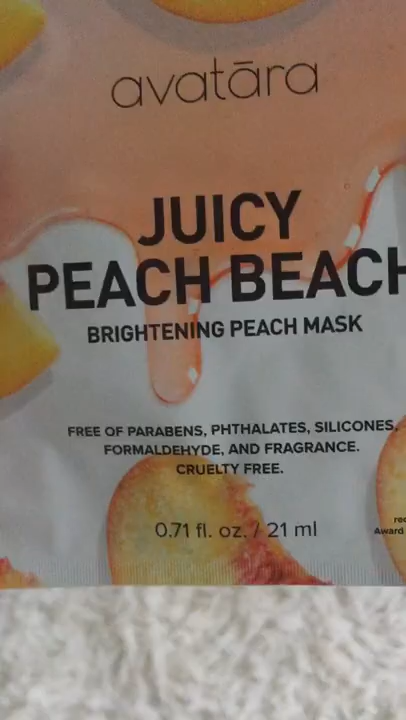 avatāra
JUICY
PEACH BEACH
BRIGHTENING PEACH MASK
FREE OF PARABENS, PHTHALATES, SILICONES,
FORMALDEHYDE, AND FRAGRANCE.
CRUELTY FREE.
0.71 fl. oz. / 21 ml
Award